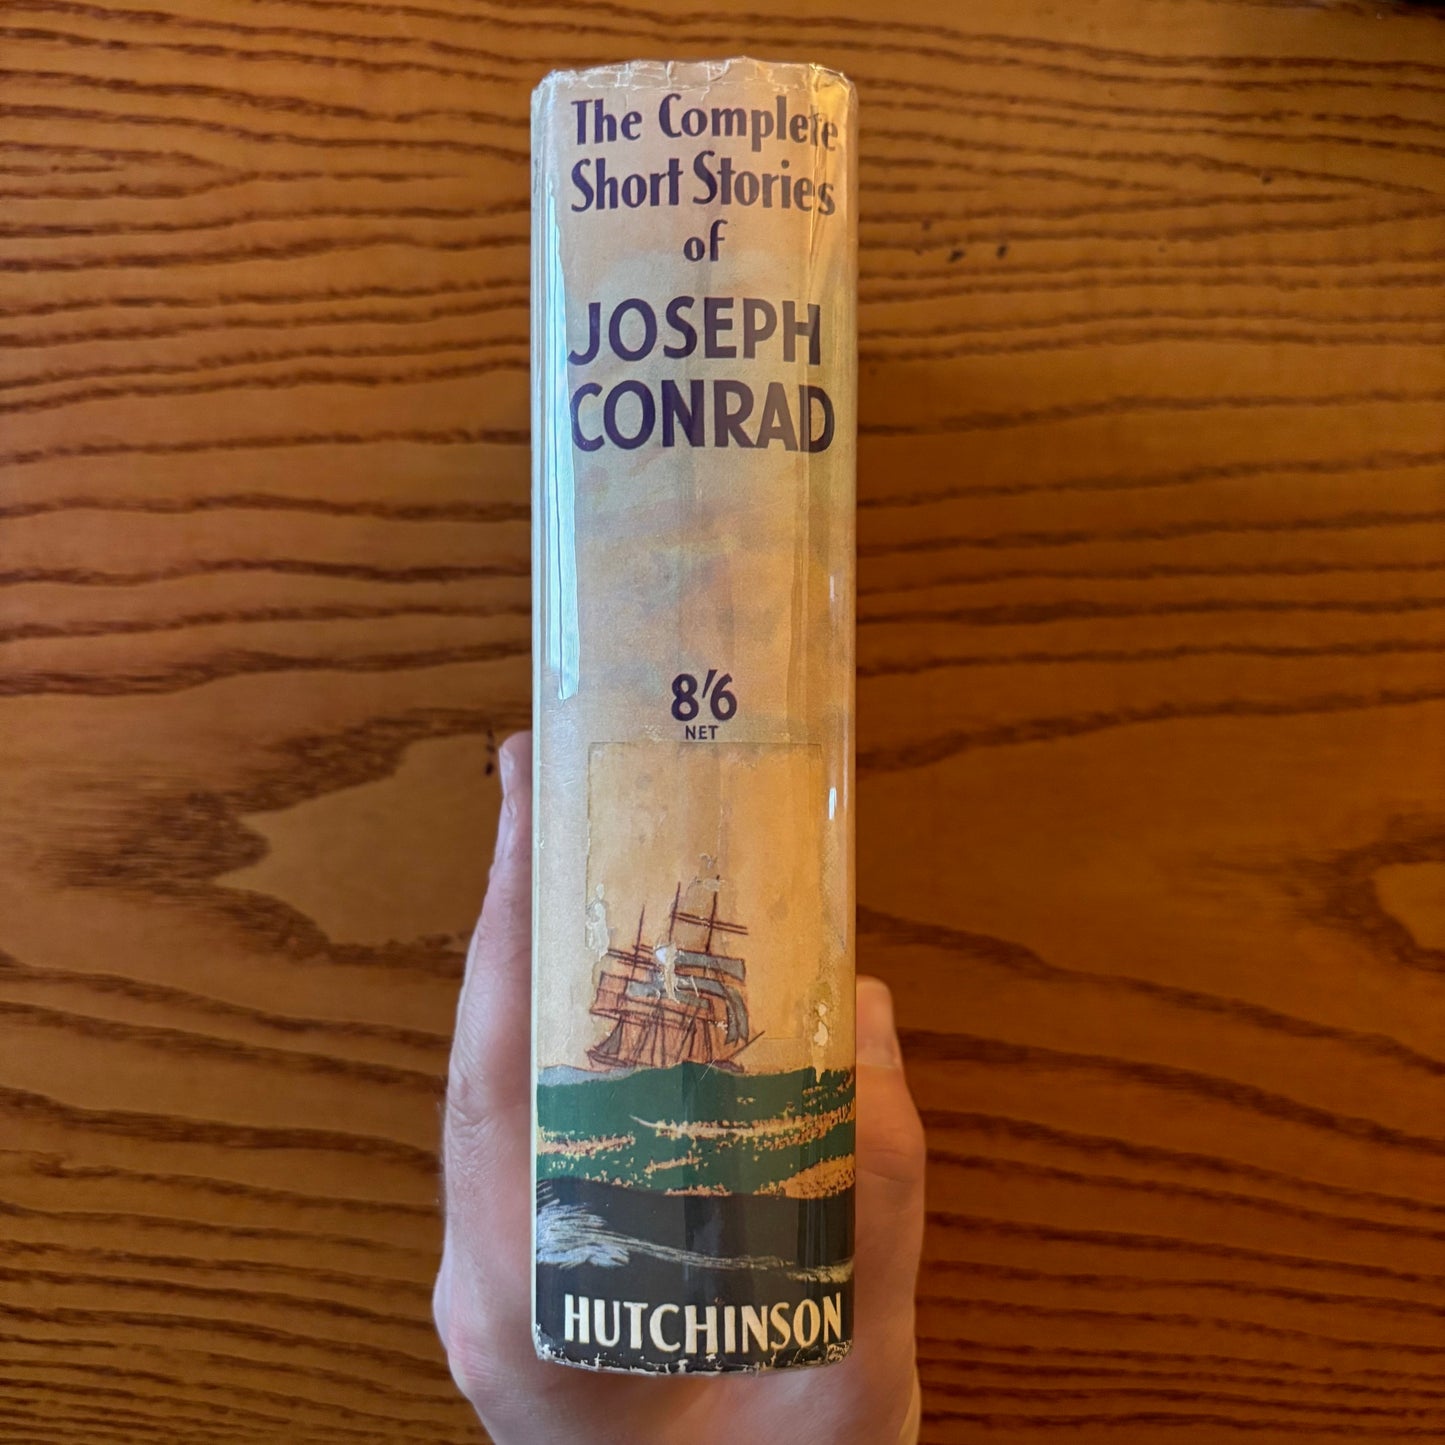 The Complete
Short Stories
of
JOSEPH
CONRAD
8'6
NET
HUTCHINSON